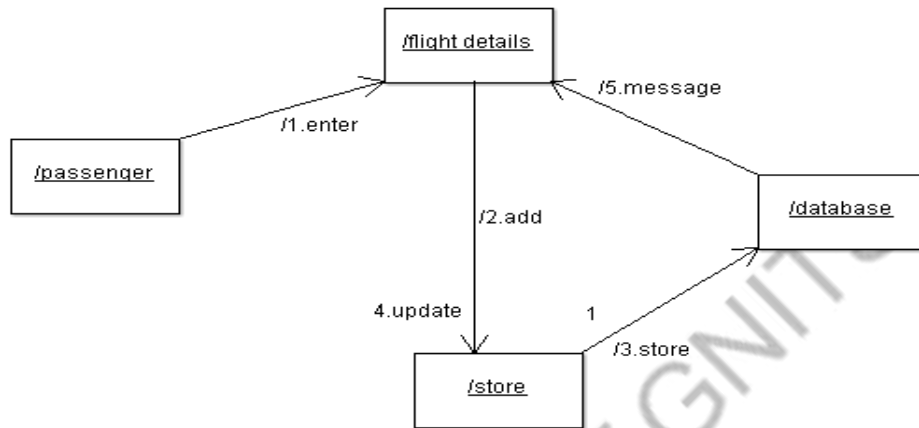 /flight details
/5.message
/1.enter
/passenger
/database
/2.add
4.update
1
/3.store
/store